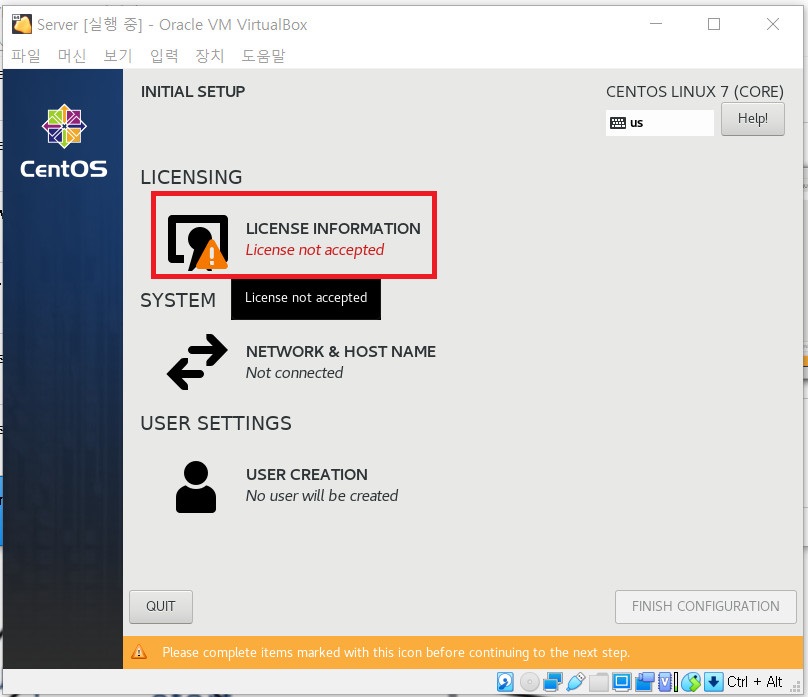 Server [실행 중] - Oracle VM VirtualBox
파일 머신 보기 입력 장치 도움말
CentOS
INITIAL SETUP
CENTOS LINUX 7 (CORE)
us
Help!
LICENSING
LICENSE INFORMATION
License not accepted
SYSTEM
License not accepted
NETWORK & HOST NAME
Not connected
USER SETTINGS
USER CREATION
No user will be created
QUIT
FINISH CONFIGURATION
Please complete items marked with this icon before continuing to the next step.
Ctrl + Alt